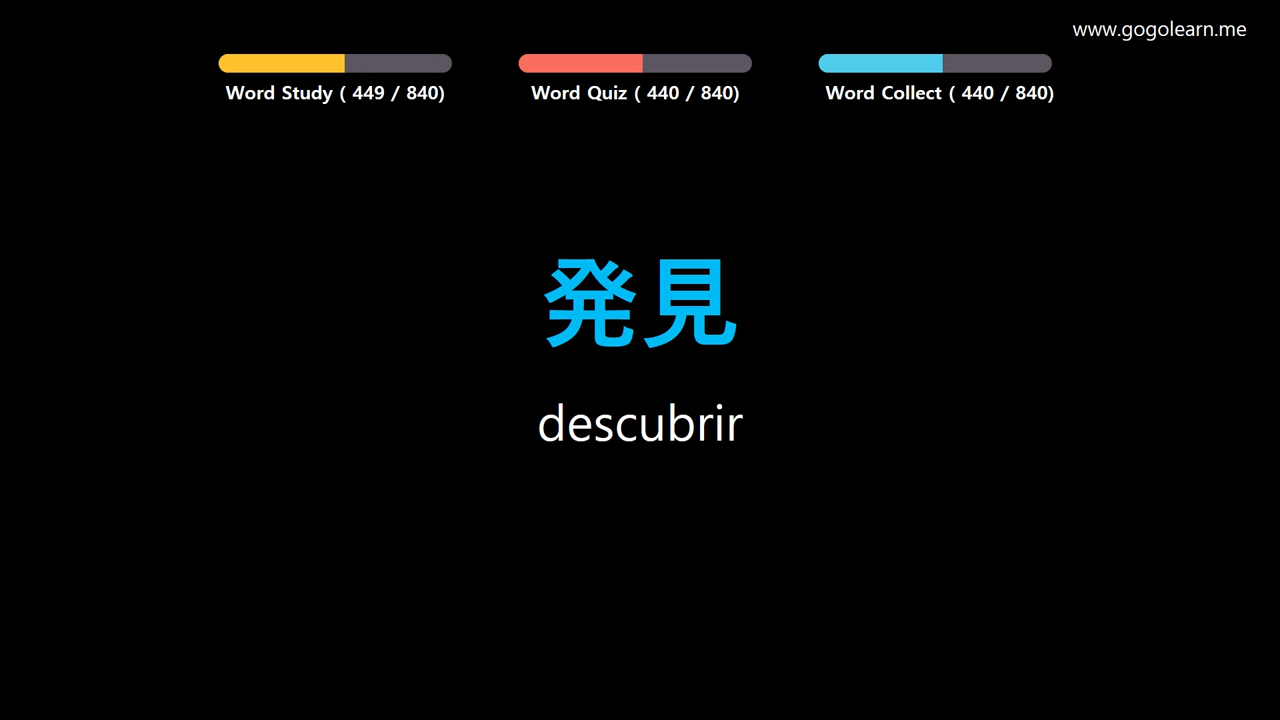 www.gogolearn.me
Word Study ( 449 / 840)
Word Quiz ( 440 / 840)
Word Collect ( 440 / 840)
発見
descubrir